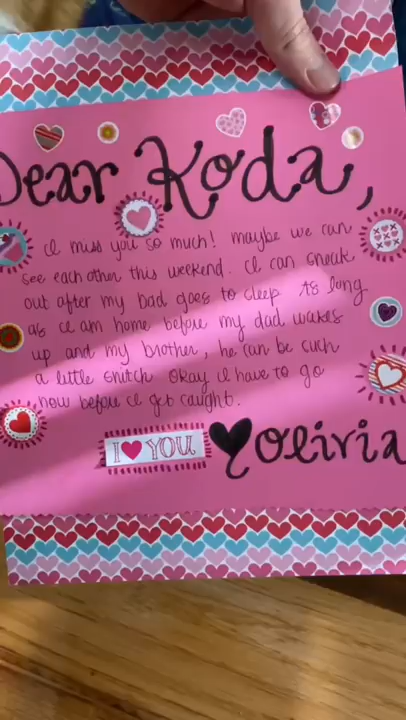 Dear Koda,
I miss you so much! maybe we can
see each other this weekend. I can sneak
out after my Dad goes to sleep As long
as I am home before my dad wakes
up and my brother, he can be such
a little snitch Okay I have to go
now before I get caught.
I ♥ YOU
♥ Olivia